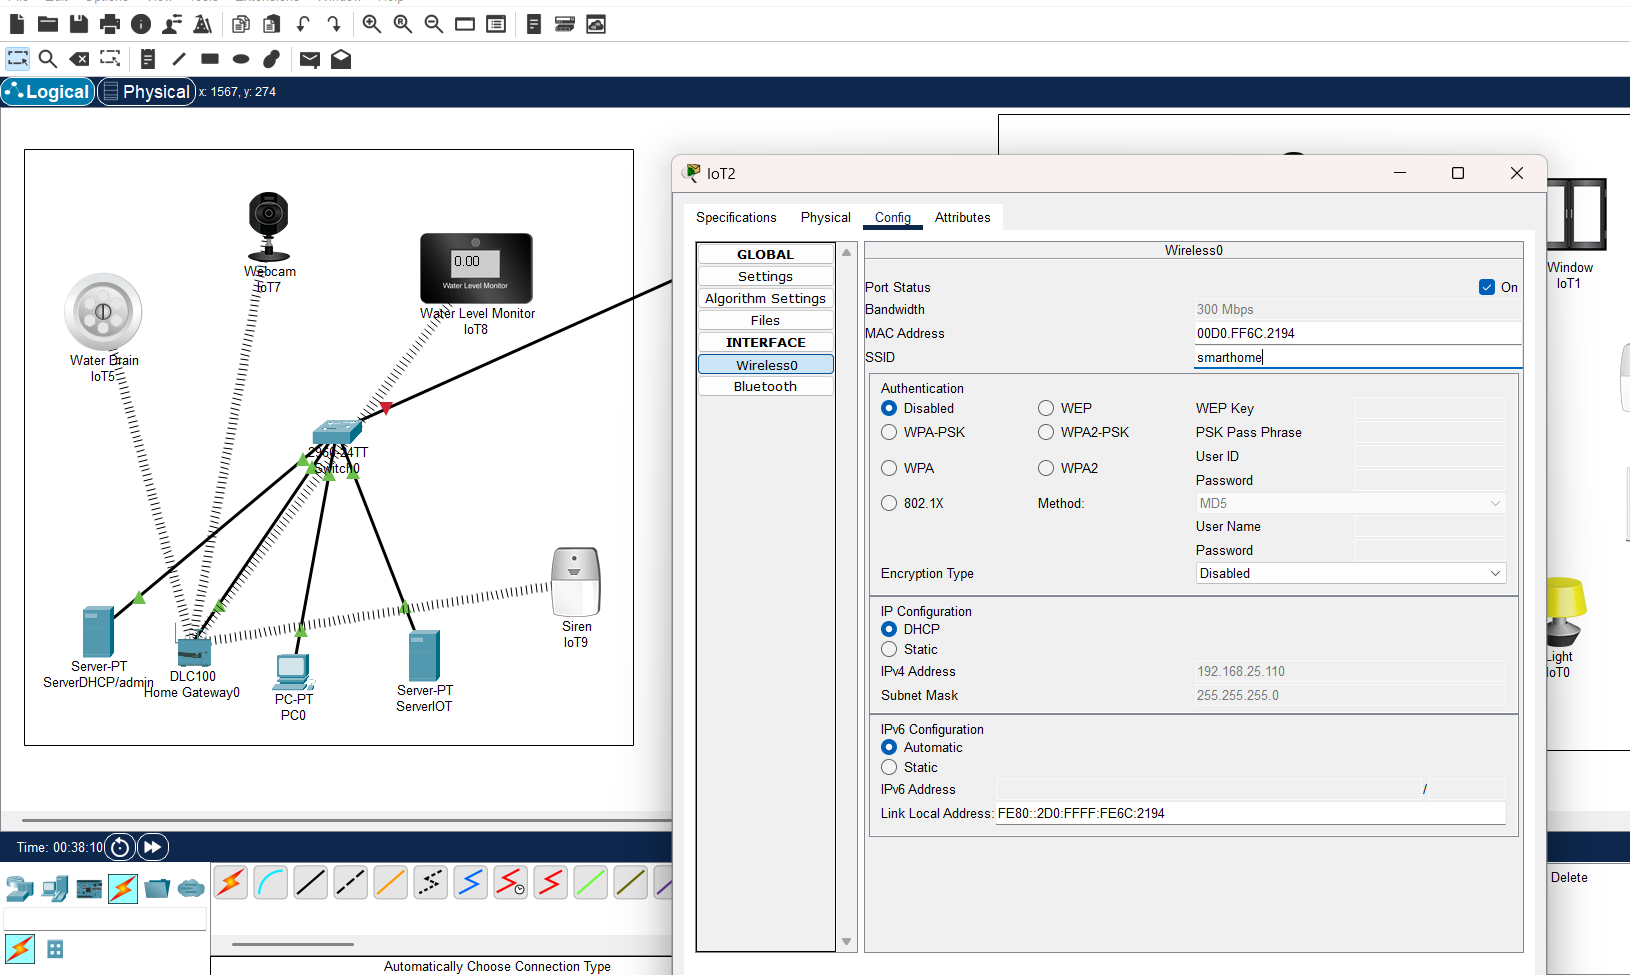 Logical
Physical
x: 1567, y: 274
Webcam
IoT7
0.00
Water Level Monitor
Water Level Monitor
IoT8
Water Drain
IoT5
2960-24TT
Switch0
Siren
IoT9
Server-PT
ServerDHCP/admin
DLC100
Home Gateway0
PC-PT
PC0
Server-PT
ServerIOT
IoT2
Specifications
Physical
Config
Attributes
GLOBAL
Settings
Algorithm Settings
Files
INTERFACE
Wireless0
Bluetooth
Wireless0
Port Status
On
Bandwidth
300 Mbps
MAC Address
00D0.FF6C.2194
SSID
smarthome
Authentication
Disabled
WEP
WEP Key
WPA-PSK
WPA2-PSK
PSK Pass Phrase
User ID
WPA
WPA2
Password
802.1X
Method:
MD5
User Name
Password
Encryption Type
Disabled
IP Configuration
DHCP
Static
IPv4 Address
192.168.25.110
Subnet Mask
255.255.255.0
IPv6 Configuration
Automatic
Static
IPv6 Address
/
Link Local Address:
FE80::2D0:FFFF:FE6C:2194
Window
IoT1
Light
IoT0
Time: 00:38:10
Delete
Automatically Choose Connection Type